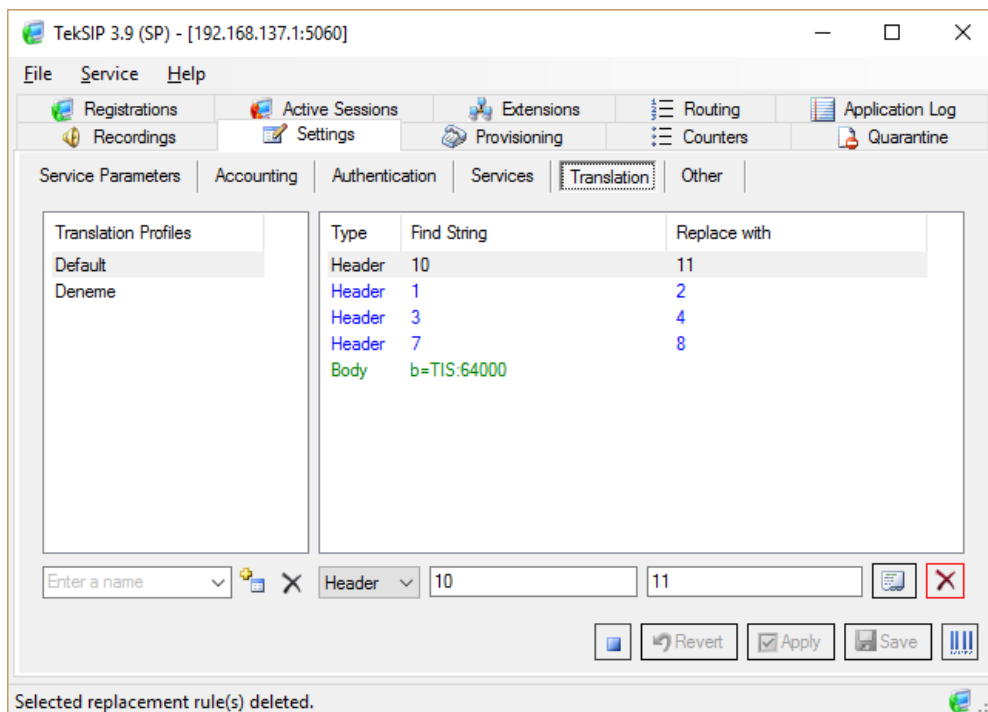 TekSIP 3.9 (SP) - [192.168.137.1:5060]
File Service Help
Registrations Active Sessions Extensions Routing Application Log
Recordings Settings Provisioning Counters Quarantine
Service Parameters Accounting Authentication Services Translation Other
Translation Profiles
Default
Deneme
Type Find String Replace with
Header 10 11
Header 1 2
Header 3 4
Header 7 8
Body b=TIS:64000
Enter a name Header 10 11
Revert Apply Save
Selected replacement rule(s) deleted.